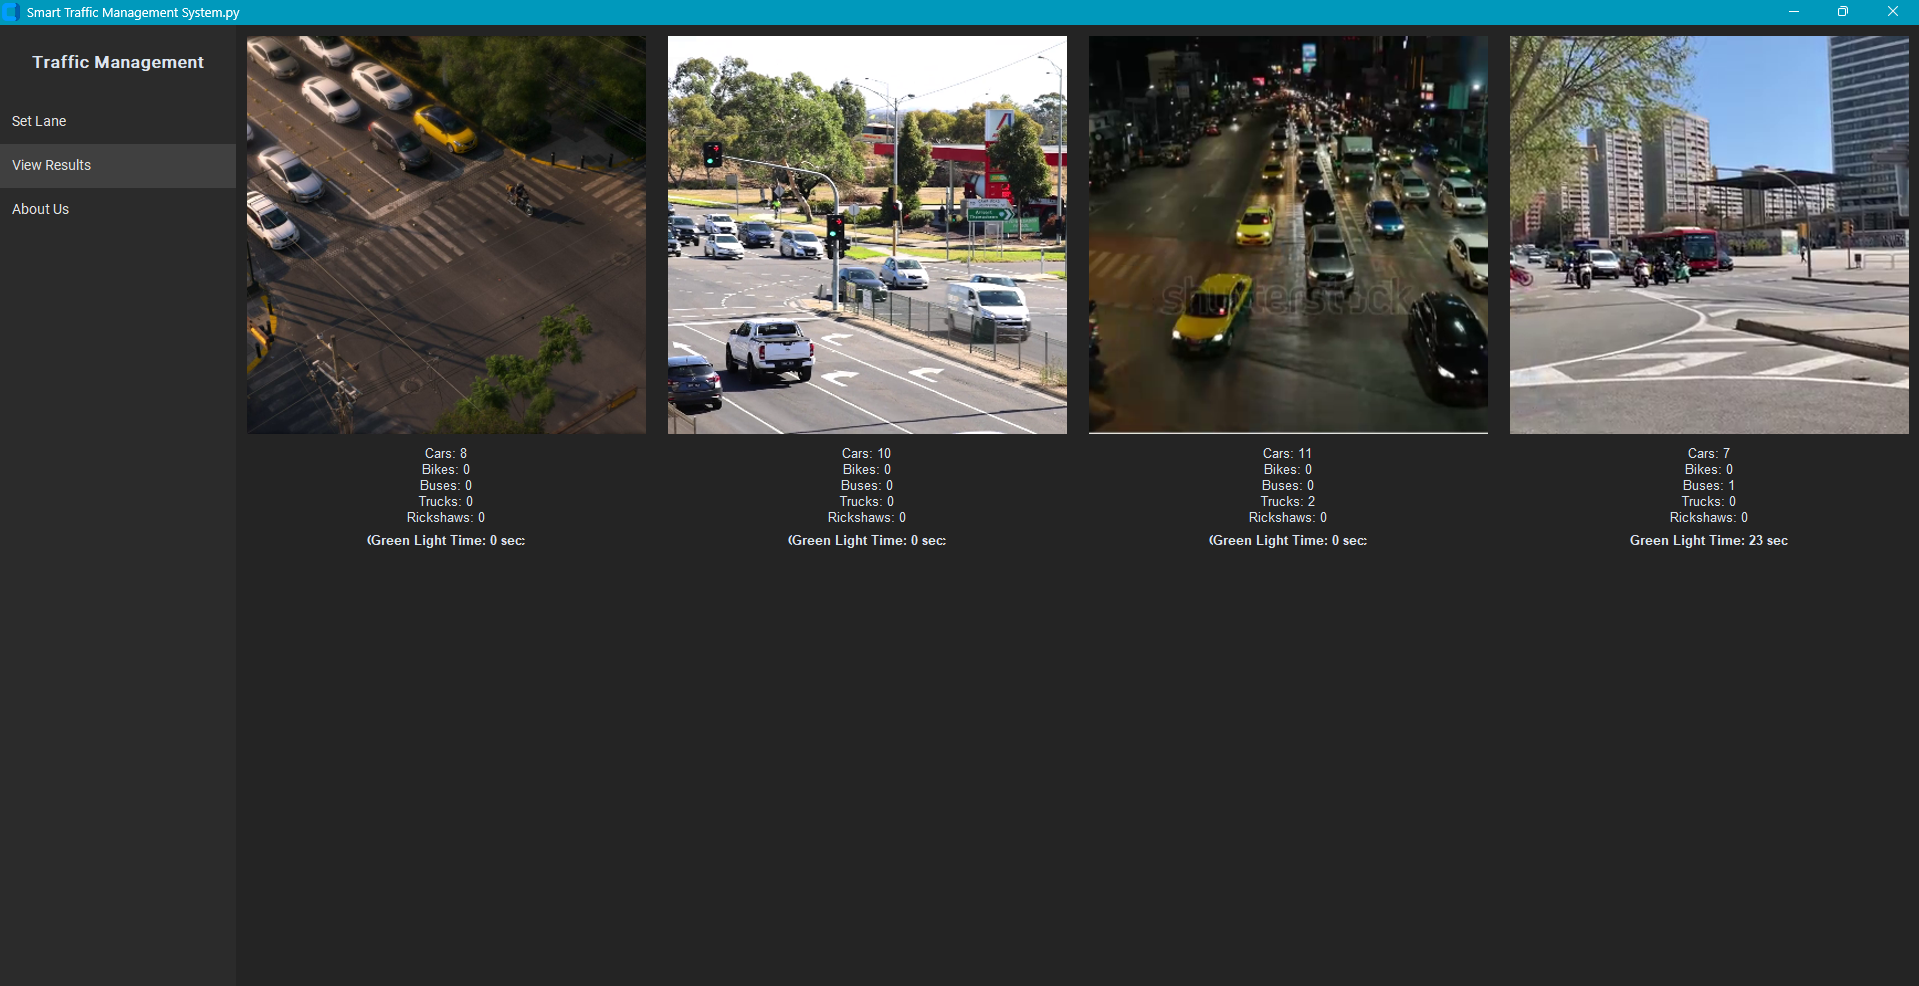 Smart Traffic Management System.py
Traffic Management
Set Lane
View Results
About Us
shutterstock
Cars: 8
Bikes: 0
Buses: 0
Trucks: 0
Rickshaws: 0
(Green Light Time: 0 sec:
Cars: 10
Bikes: 0
Buses: 0
Trucks: 0
Rickshaws: 0
(Green Light Time: 0 sec:
Cars: 11
Bikes: 0
Buses: 0
Trucks: 2
Rickshaws: 0
(Green Light Time: 0 sec:
Cars: 7
Bikes: 0
Buses: 1
Trucks: 0
Rickshaws: 0
Green Light Time: 23 sec